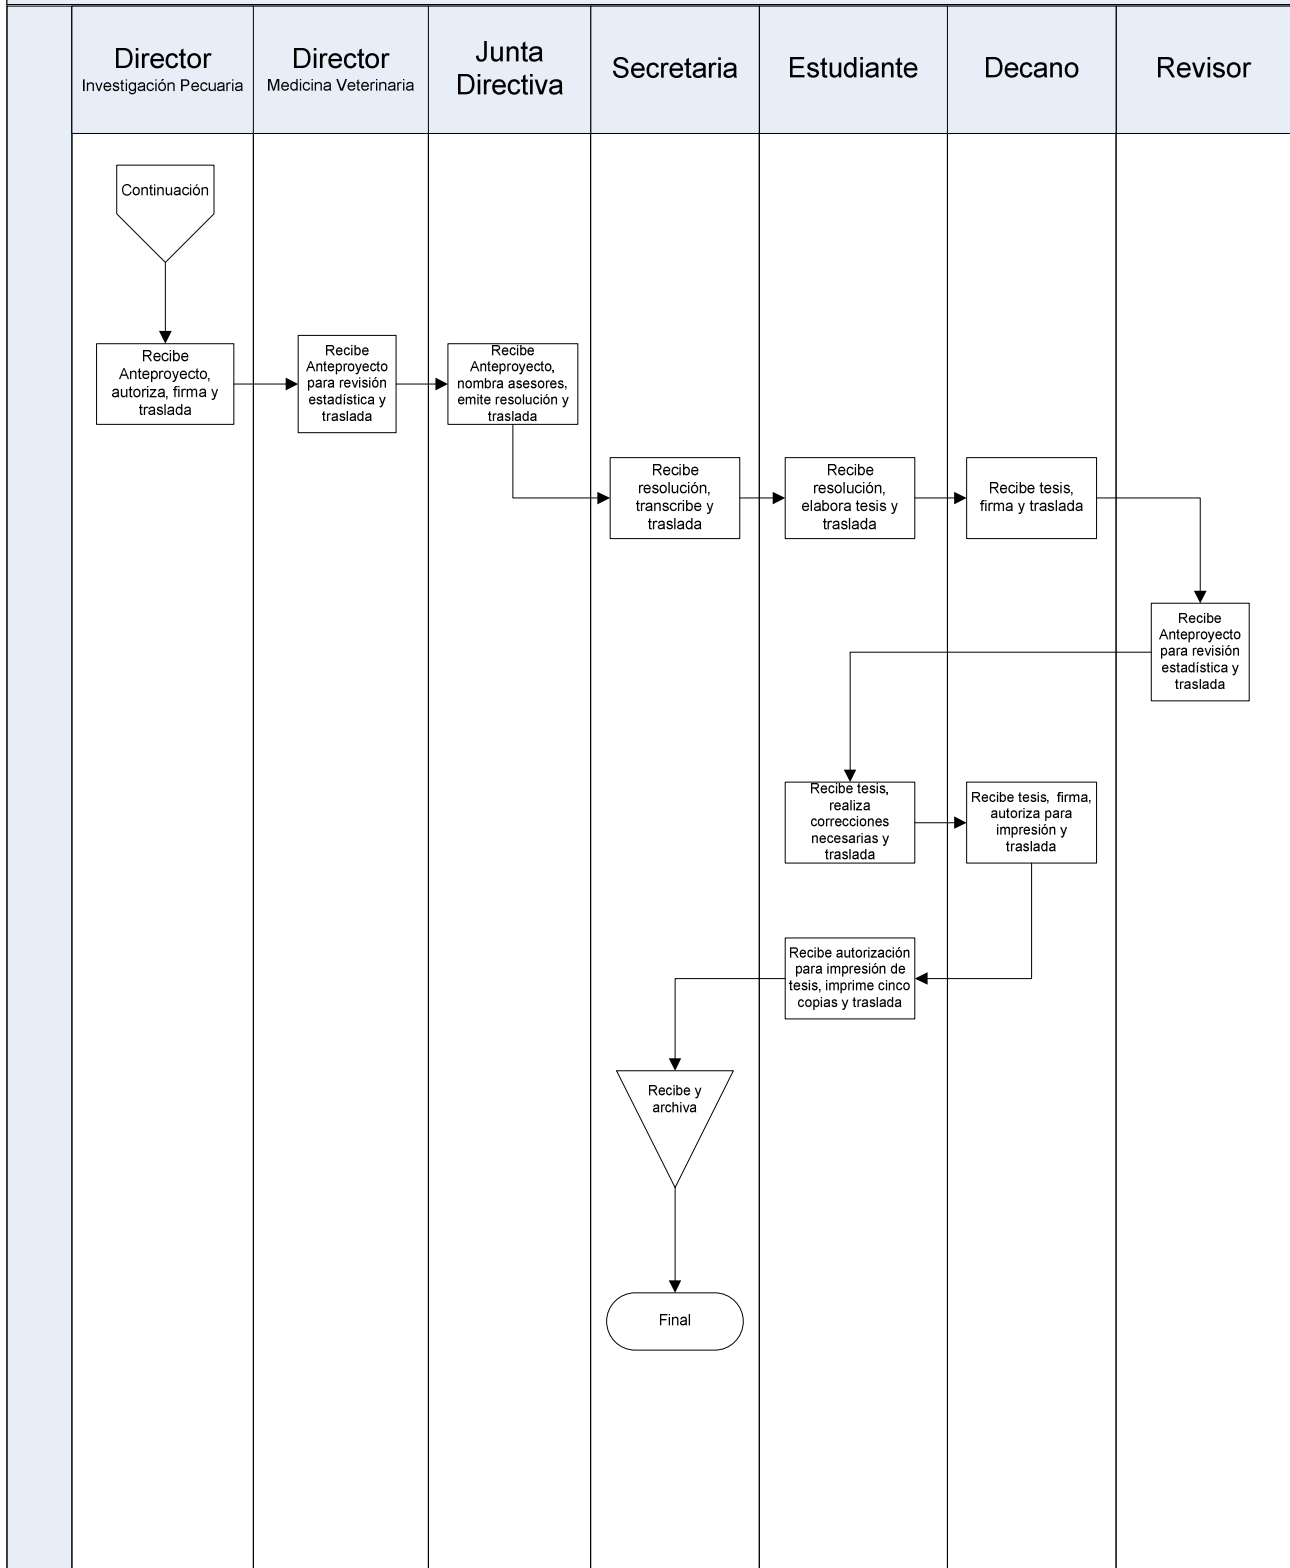 Director
Investigación Pecuaria
Director
Medicina Veterinaria
Junta
Directiva
Secretaria
Estudiante
Decano
Revisor
Continuación
Recibe
Anteproyecto,
autoriza, firma y
traslada
Recibe
Anteproyecto
para revisión
estadística y
traslada
Recibe
Anteproyecto,
nombra asesores,
emite resolución y
traslada
Recibe
resolución,
transcribe y
traslada
Recibe
resolución,
elabora tesis y
traslada
Recibe tesis,
firma y traslada
Recibe
Anteproyecto
para revisión
estadística y
traslada
Recibe tesis,
realiza
correcciones
necesarias y
traslada
Recibe tesis, firma,
autoriza para
impresión y
traslada
Recibe autorización
para impresión de
tesis, imprime cinco
copias y traslada
Recibe y
archiva
Final